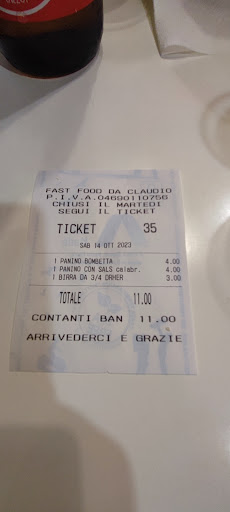 FAST FOOD DA CLAUDIO
P.I.V.A.04690110756
CHIUSI IL MARTEDI
SEGUI IL TICKET
TICKET 35
SAB 14 OTT 2023
1 PANINO BOMBETTA 4.00
1 PANINO CON SALS calabr. 4.00
1 BIRRA DA 3/4 DRHER 3.00
TOTALE 11.00
CONTANTI BAN 11.00
ARRIVEDERCI E GRAZIE